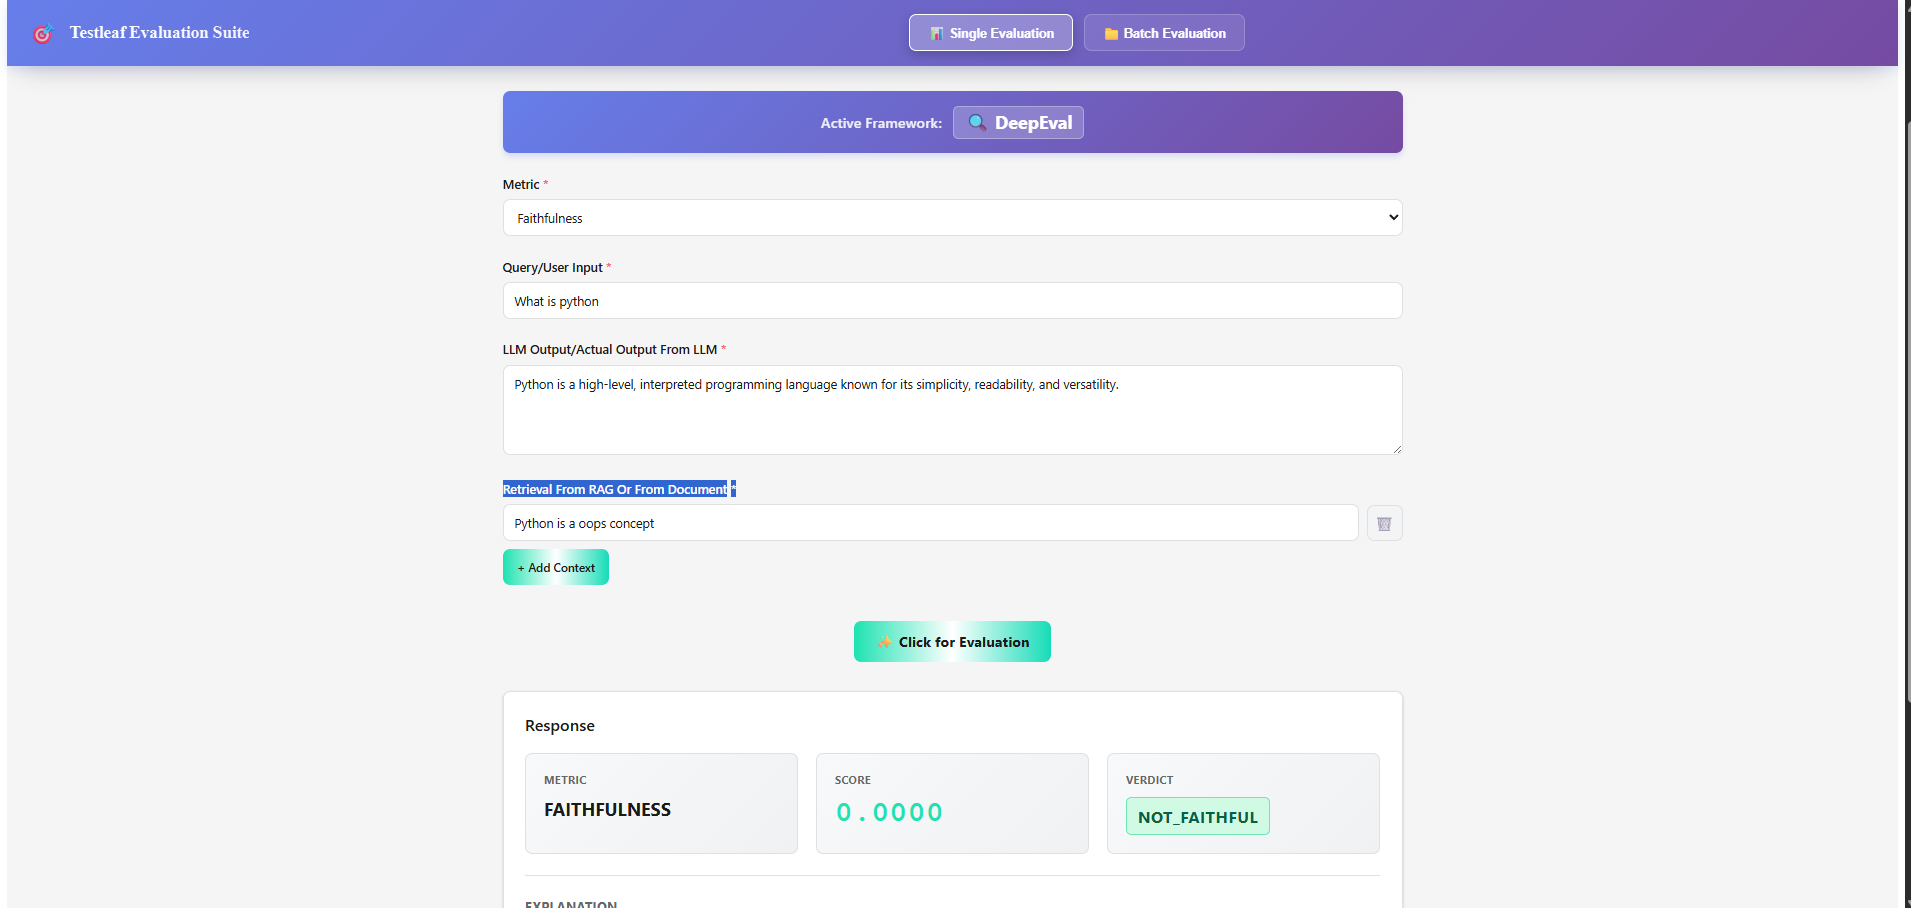 Testleaf Evaluation Suite
Single Evaluation
Batch Evaluation
Active Framework:
DeepEval
Metric *
Faithfulness
Query/User Input *
What is python
LLM Output/Actual Output From LLM *
Python is a high-level, interpreted programming language known for its simplicity, readability, and versatility.
Retrieval From RAG Or From Document *
Python is a oops concept
+ Add Context
Click for Evaluation
Response
METRIC
FAITHFULNESS
SCORE
0.0000
VERDICT
NOT_FAITHFUL
EXPLANATION